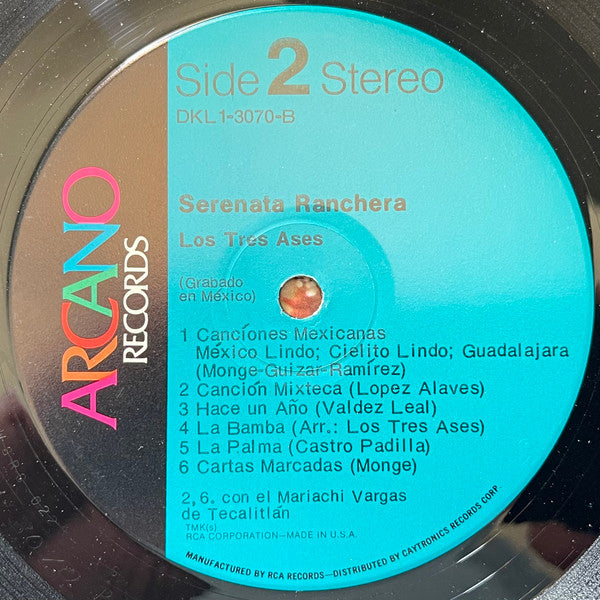 Side 2 Stereo
DKL1-3070-B
ARCANO
RECORDS
Serenata Ranchera
Los Tres Ases
(Grabado
en México)
1 Canciones Mexicanas
México Lindo; Cielito Lindo; Guadalajara
(Monge-Guizar-Ramírez)
2 Canción Mixteca (Lopez Alaves)
3 Hace un Año (Valdez Leal)
4 La Bamba (Arr.: Los Tres Ases)
5 La Palma (Castro Padilla)
6 Cartas Marcadas (Monge)
2, 6. con el Mariachi Vargas
de Tecalitlán
TMK(s)
RCA CORPORATION—MADE IN U.S.A.
MANUFACTURED BY RCA RECORDS—DISTRIBUTED BY CAYTRONICS RECORDS CORP.